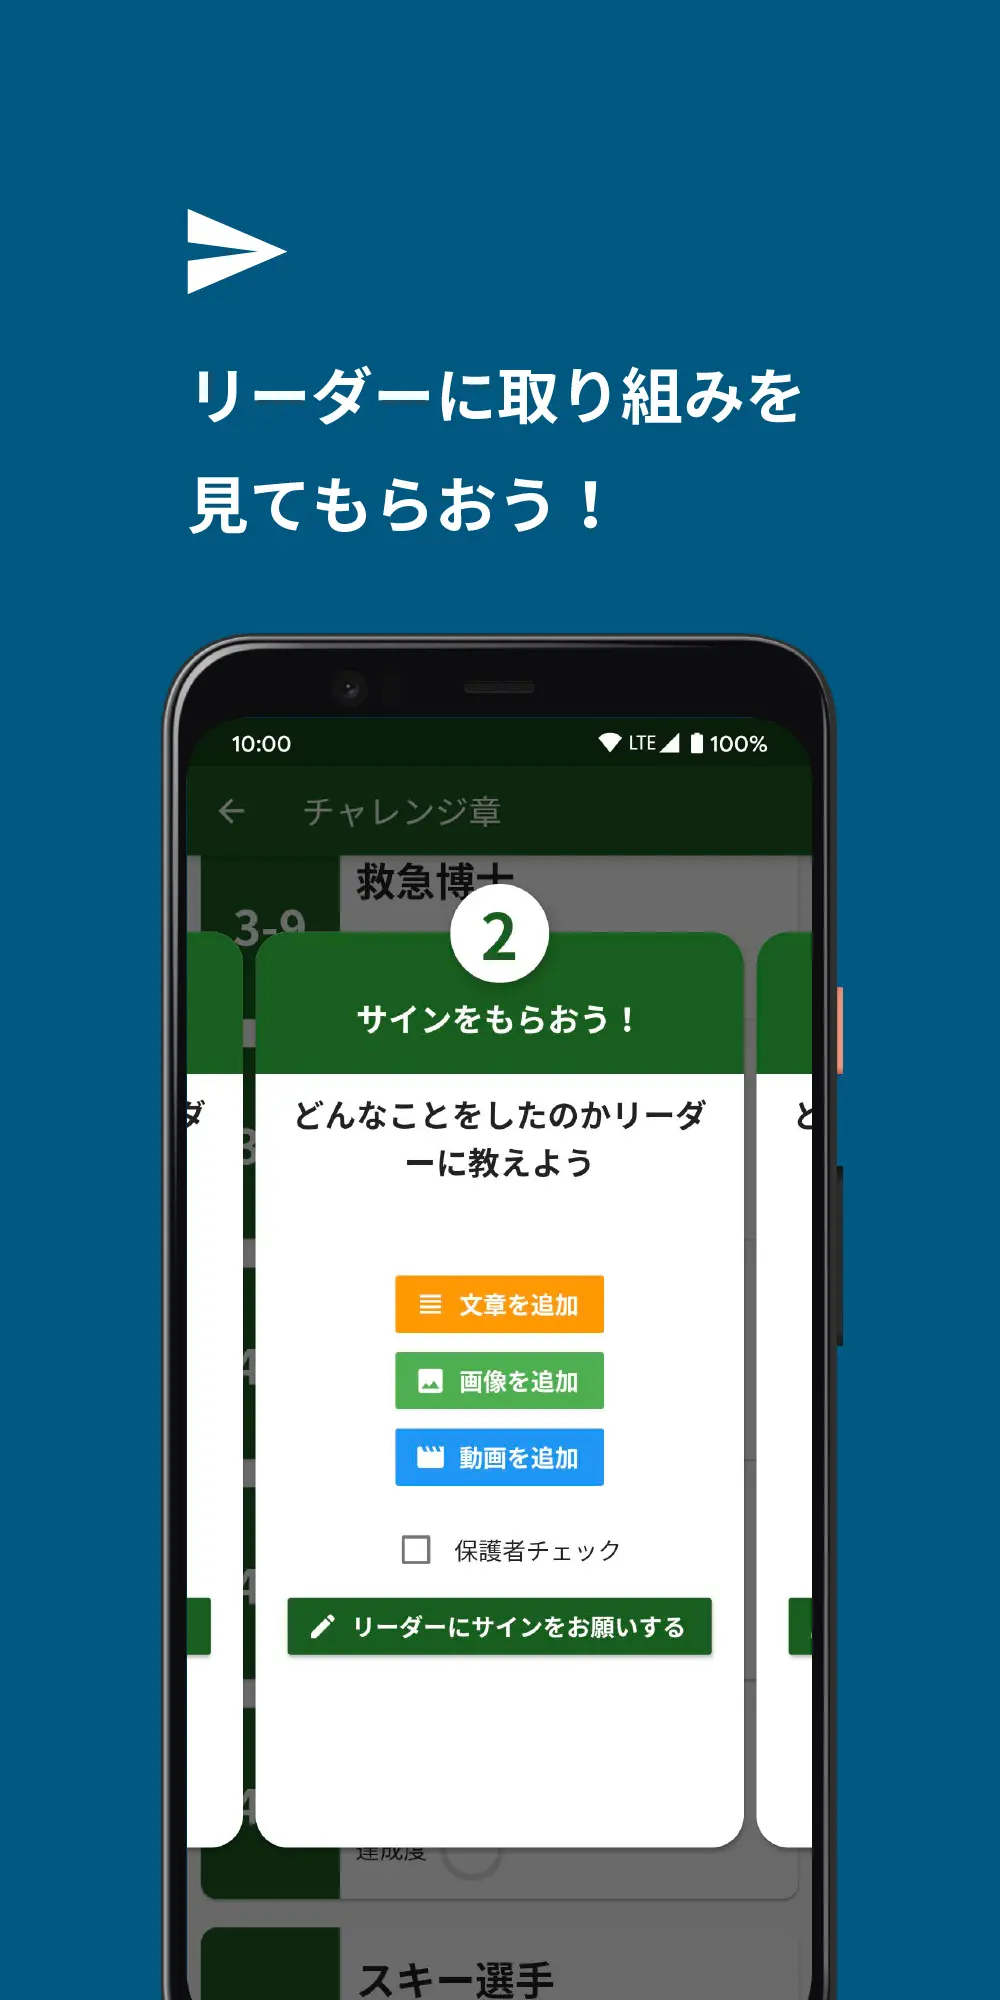 リーダーに取り組みを
見てもらおう！
10:00 LTE 100%
チャレンジ章
救急博士
3-9
2
サインをもらおう！
どんなことをしたのかリーダ
ーに教えよう
文章を追加
画像を追加
動画を追加
保護者チェック
リーダーにサインをお願いする
達成度
スキー選手